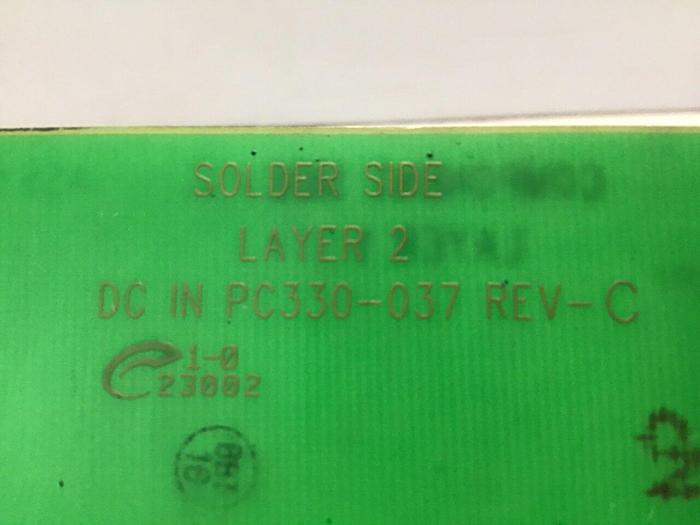 SOLDER SIDE
LAYER 2
DC IN PC330-037 REV-C
1-0
23002